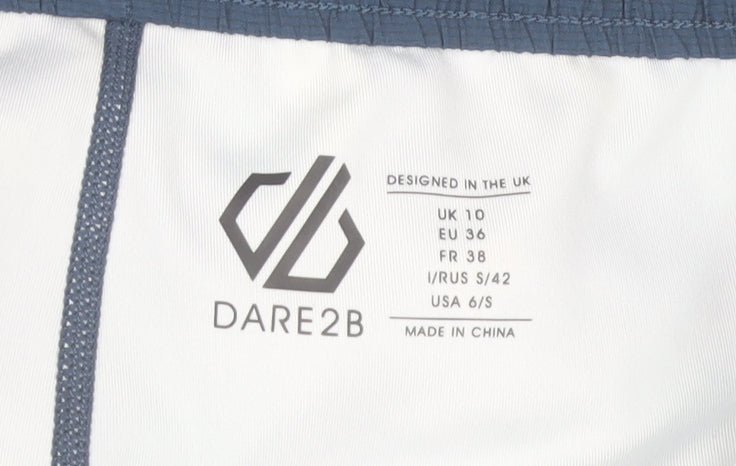 DARE2B
DESIGNED IN THE UK
UK 10
EU 36
FR 38
I/RUS S/42
USA 6/S
MADE IN CHINA